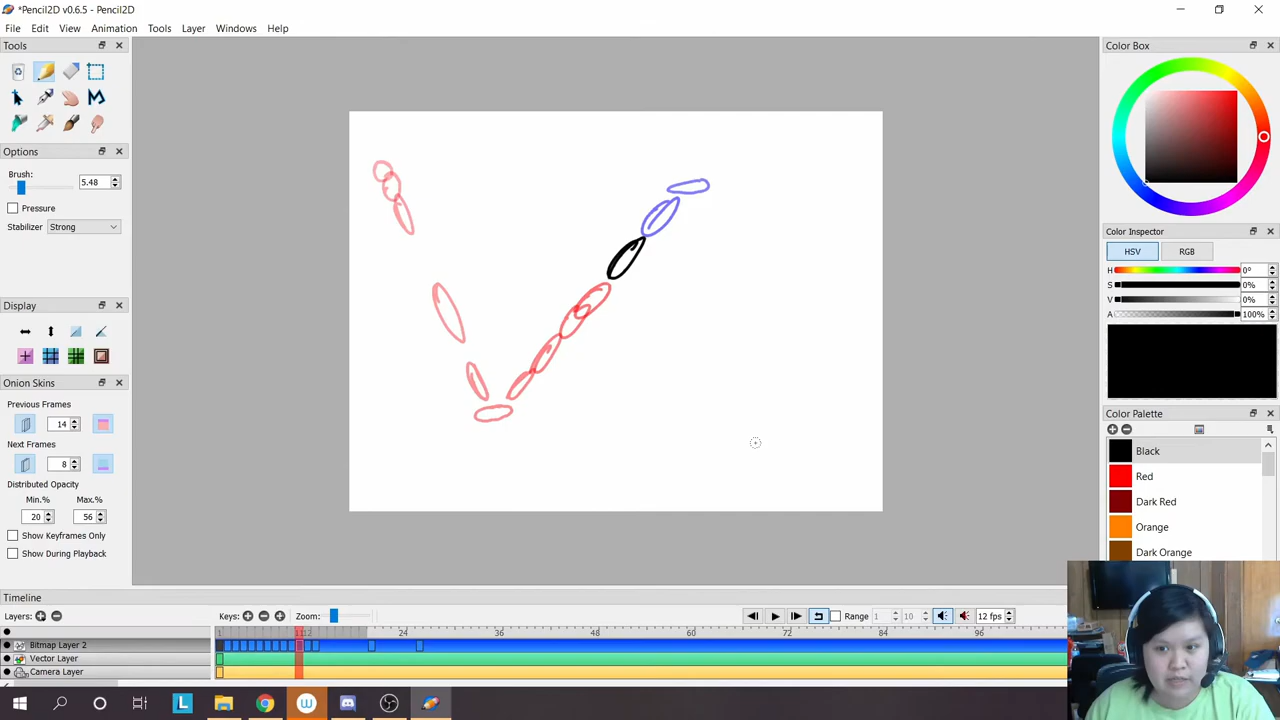 *Pencil2D v0.6.5 - Pencil2D
File Edit View Animation Tools Layer Windows Help
Tools
Options
Brush:
5.48
Pressure
Stabilizer Strong
Display
Onion Skins
Previous Frames
14
Next Frames
8
Distributed Opacity
Min.% Max.%
20 56
Show Keyframes Only
Show During Playback
Color Box
Color Inspector
HSV RGB
H 0°
S 0%
V 0%
A 100%
Color Palette
Black
Red
Dark Red
Orange
Dark Orange
Timeline
Layers: Keys: Zoom: Range 1 10 12 fps
1 12 24 36 48 60 72 84 96
Bitmap Layer 2
Vector Layer
Camera Layer
L W